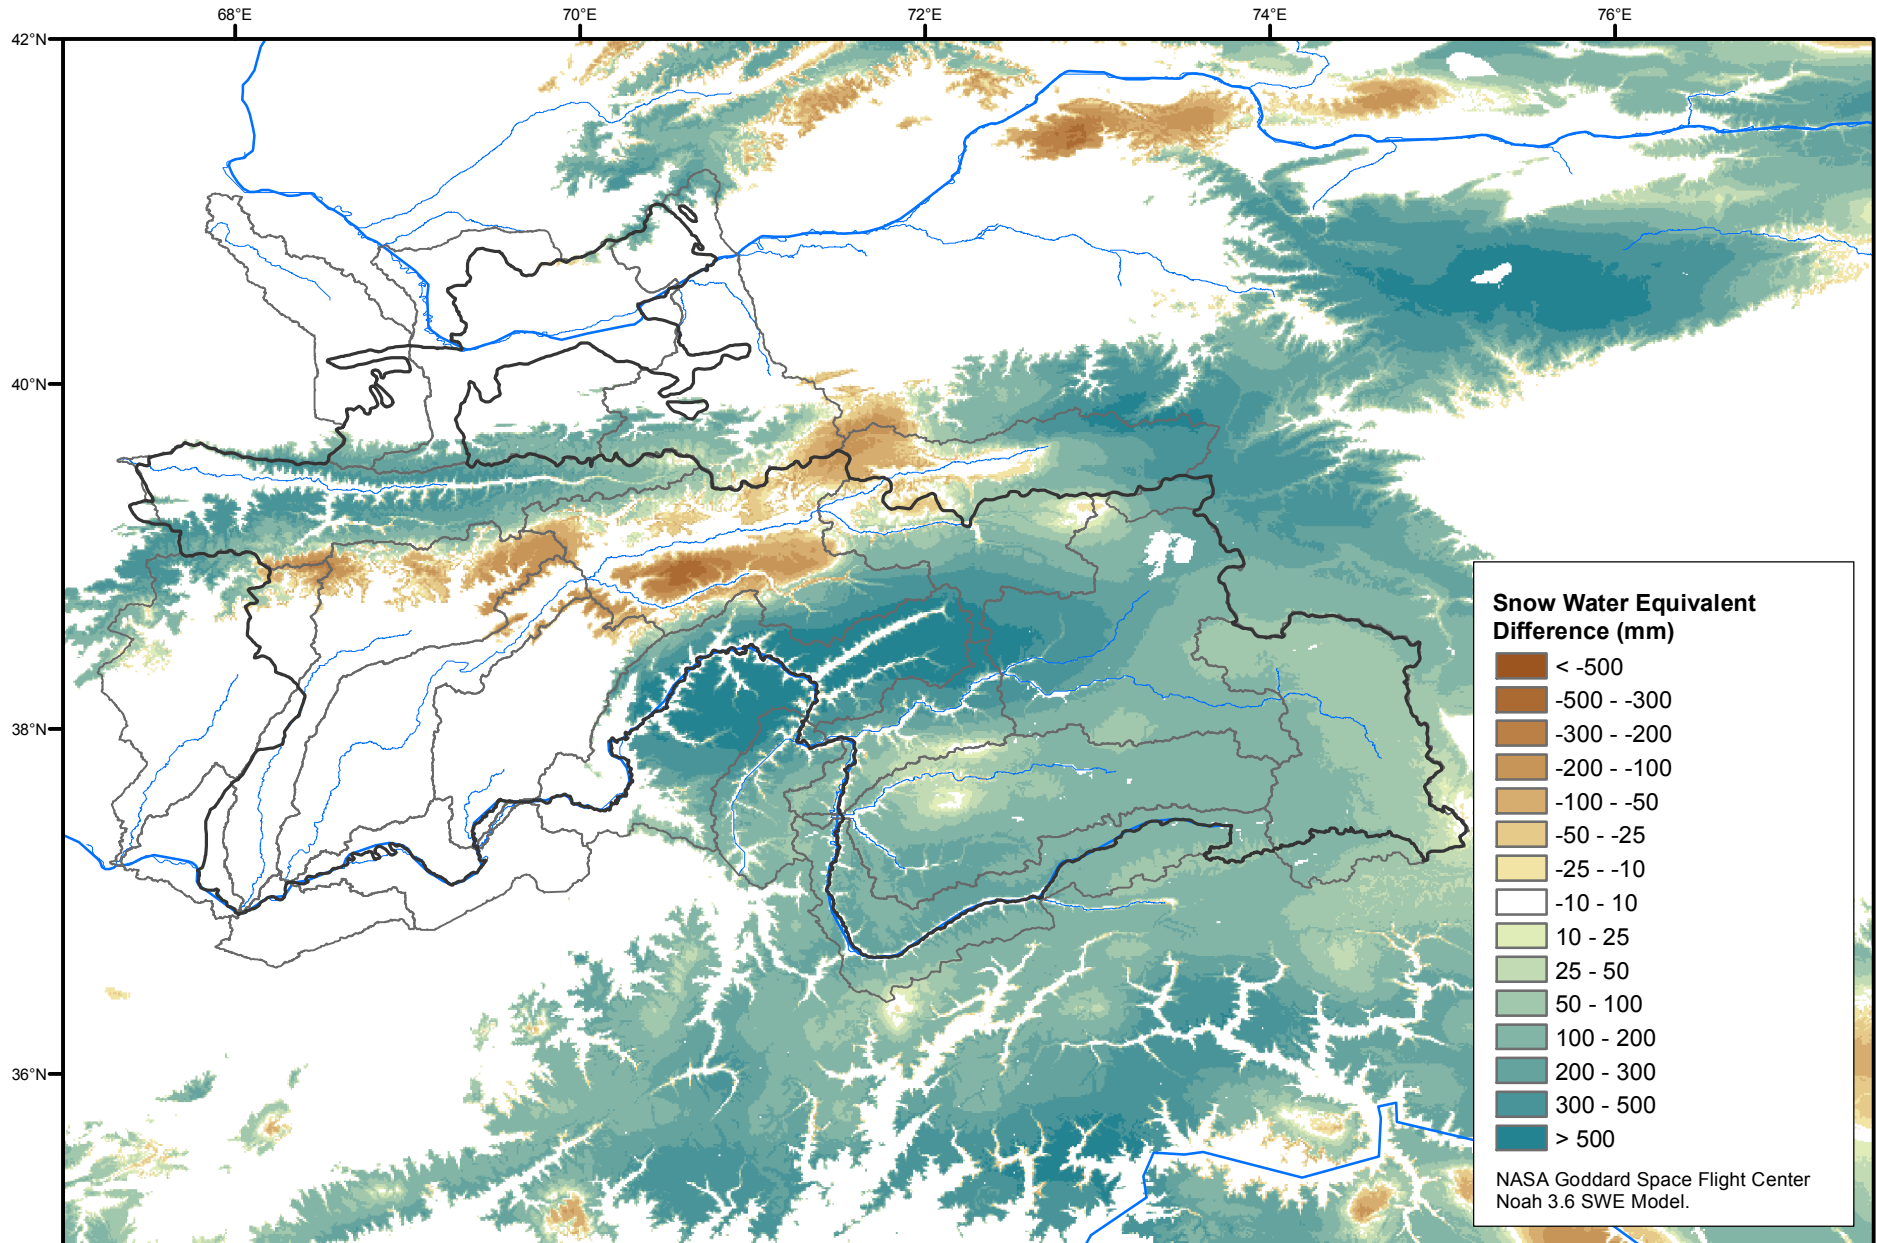 68°E 70°E 72°E 74°E 76°E
42°N
40°N
38°N
36°N
Snow Water Equivalent
Difference (mm)
< -500
-500 - -300
-300 - -200
-200 - -100
-100 - -50
-50 - -25
-25 - -10
-10 - 10
10 - 25
25 - 50
50 - 100
100 - 200
200 - 300
300 - 500
> 500
NASA Goddard Space Flight Center
Noah 3.6 SWE Model.